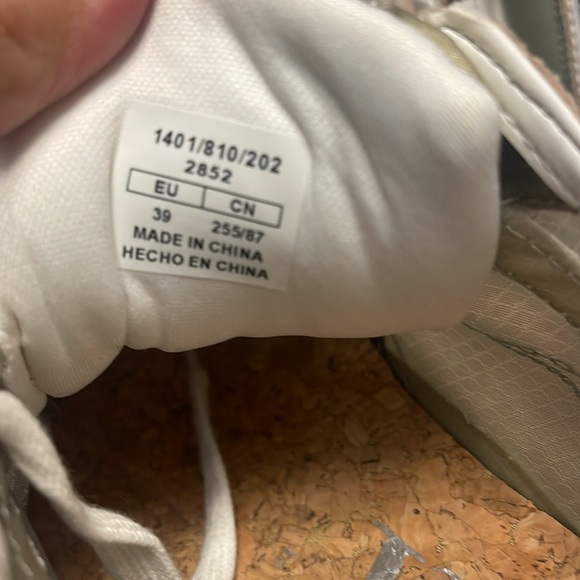 1401/810/202
2852
EU CN
39 255/87
MADE IN CHINA
HECHO EN CHINA